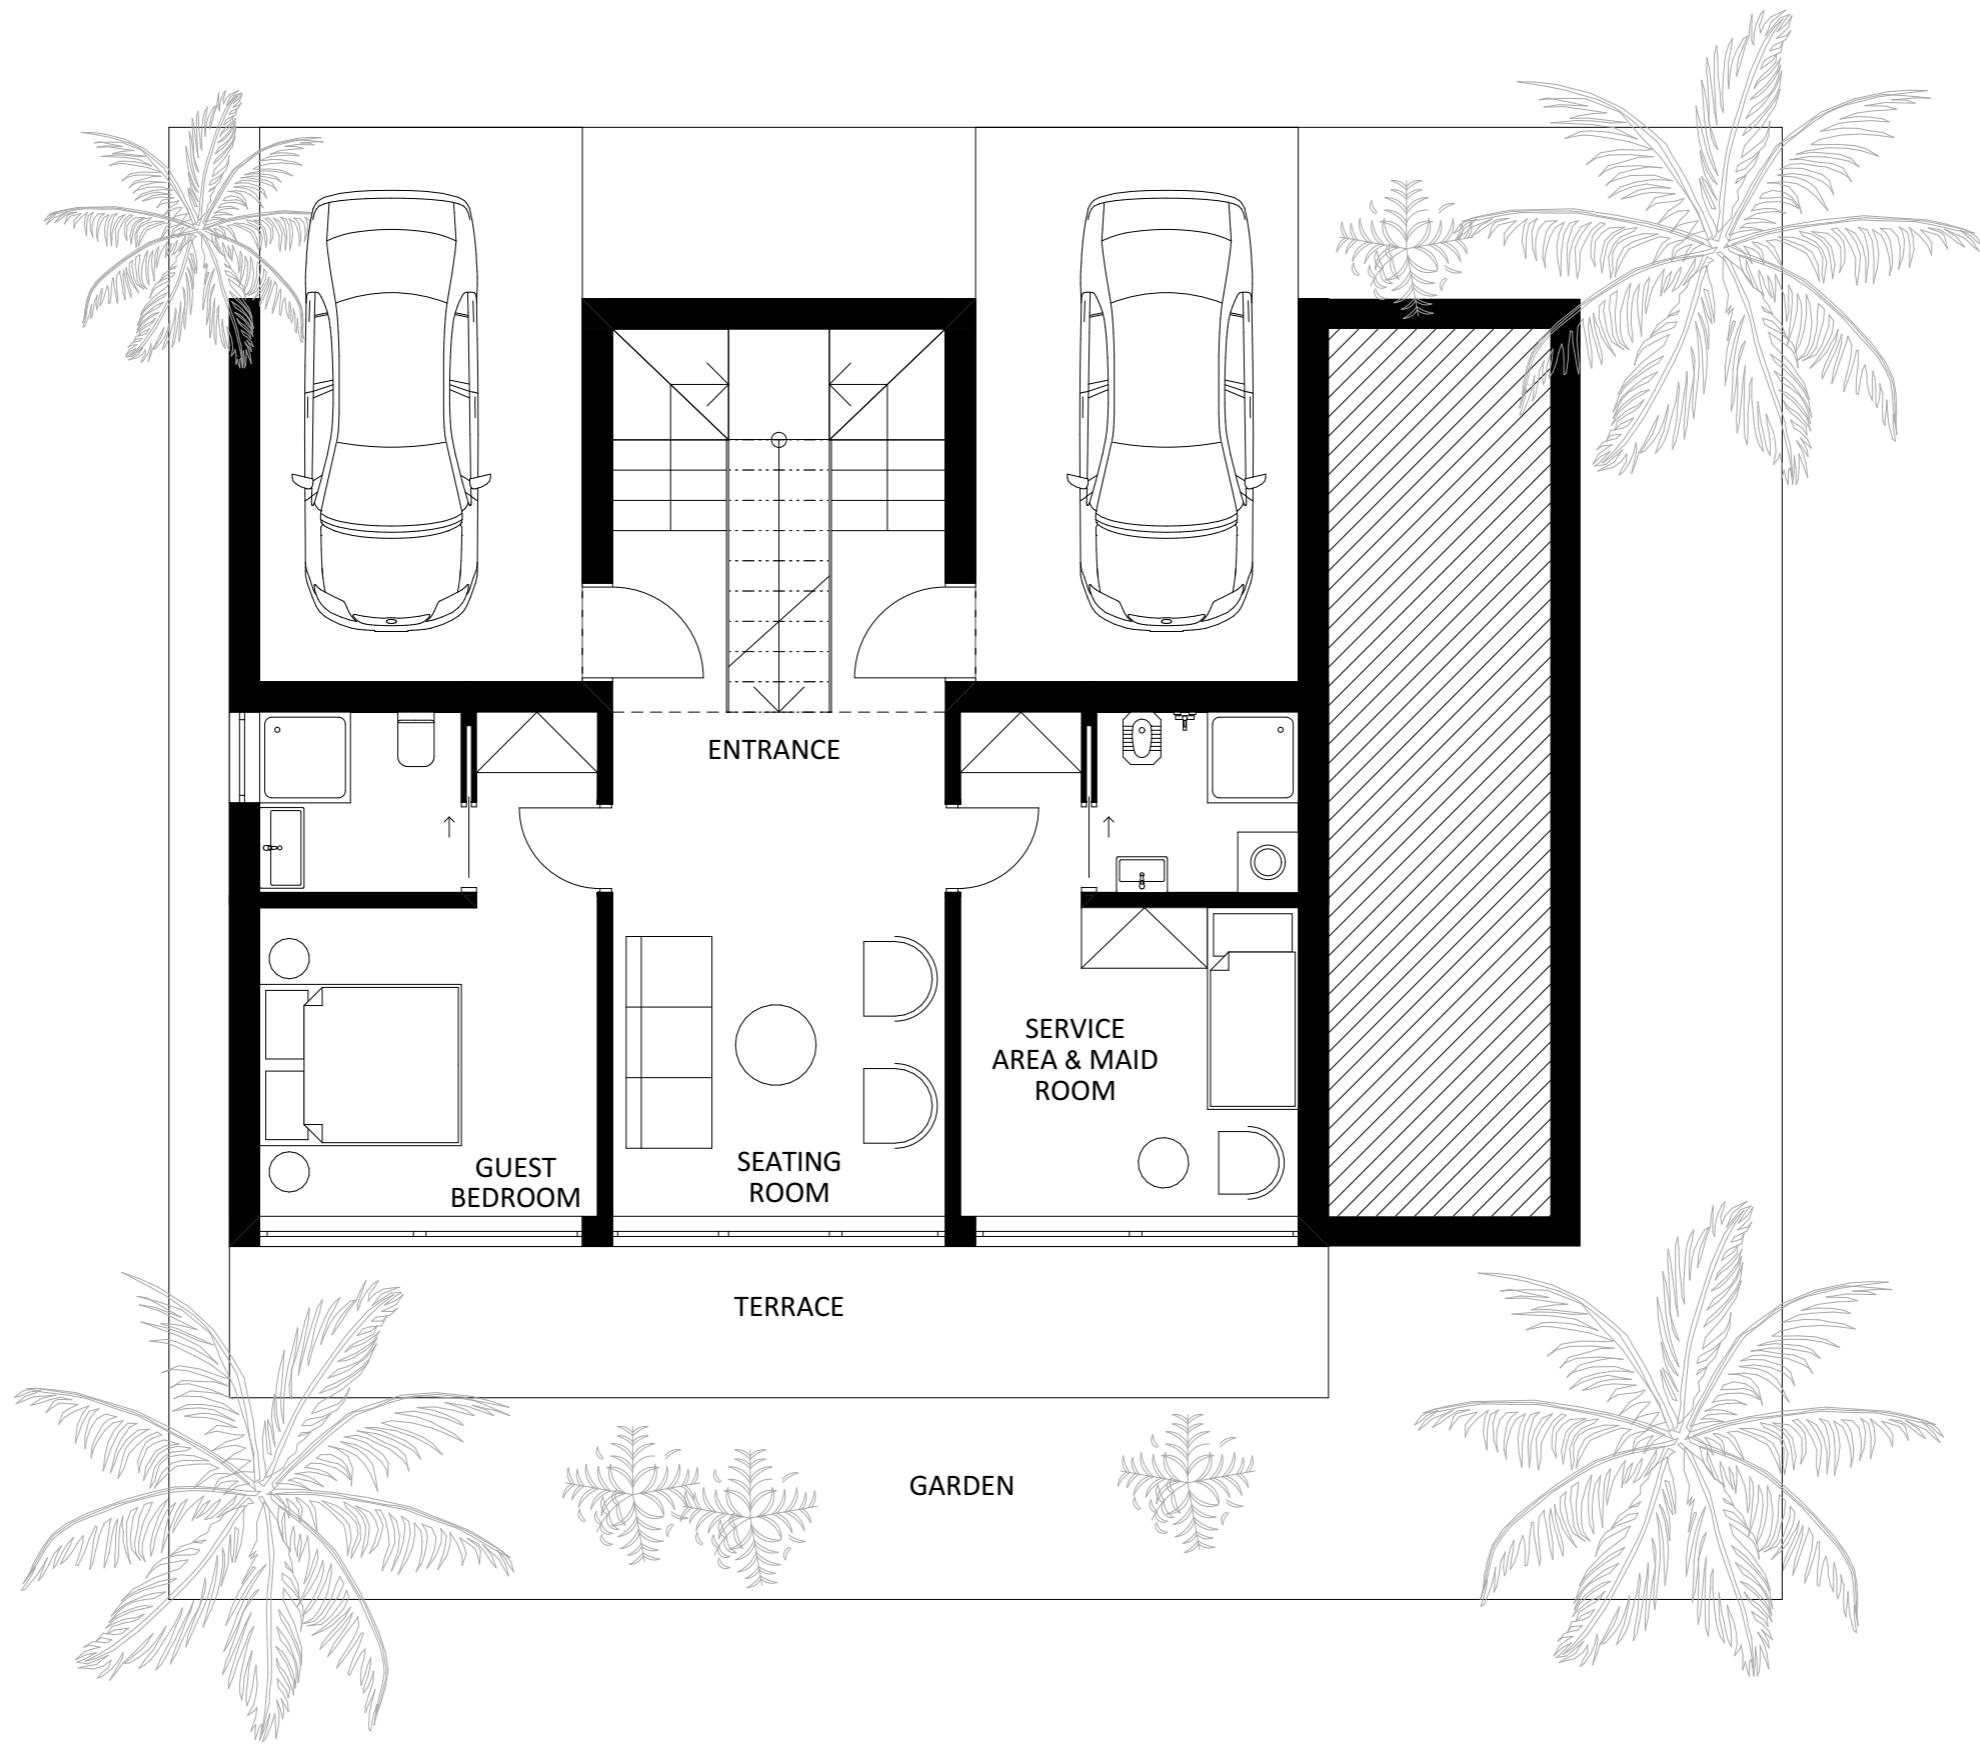 ENTRANCE
SERVICE
AREA & MAID
ROOM
GUEST
BEDROOM
SEATING
ROOM
TERRACE
GARDEN